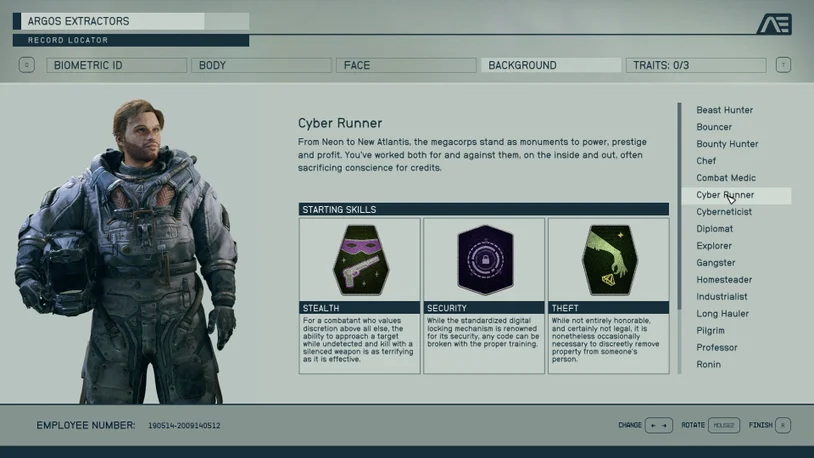 ARGOS EXTRACTORS
RECORD LOCATOR
BIOMETRIC ID
BODY
FACE
BACKGROUND
TRAITS: 0/3
Cyber Runner
From Neon to New Atlantis, the megacorps stand as monuments to power, prestige
and profit. You've worked both for and against them, on the inside and out, often
sacrificing conscience for credits.
STARTING SKILLS
STEALTH
For a combatant who values
discretion above all else, the
ability to approach a target
while undetected and kill with a
silenced weapon is as terrifying
as it is effective.
SECURITY
While the standardized digital
locking mechanism is renowned
for its security, any code can be
broken with the proper training.
THEFT
While not entirely honorable,
and certainly not legal, it is
nonetheless occasionally
necessary to discreetly remove
property from someone's
person.
Beast Hunter
Bouncer
Bounty Hunter
Chef
Combat Medic
Cyber Runner
Cyberneticist
Diplomat
Explorer
Gangster
Homesteader
Industrialist
Long Hauler
Pilgrim
Professor
Ronin
EMPLOYEE NUMBER: 190514-2009140512
CHANGE ← → ROTATE MOUSE2 FINISH R